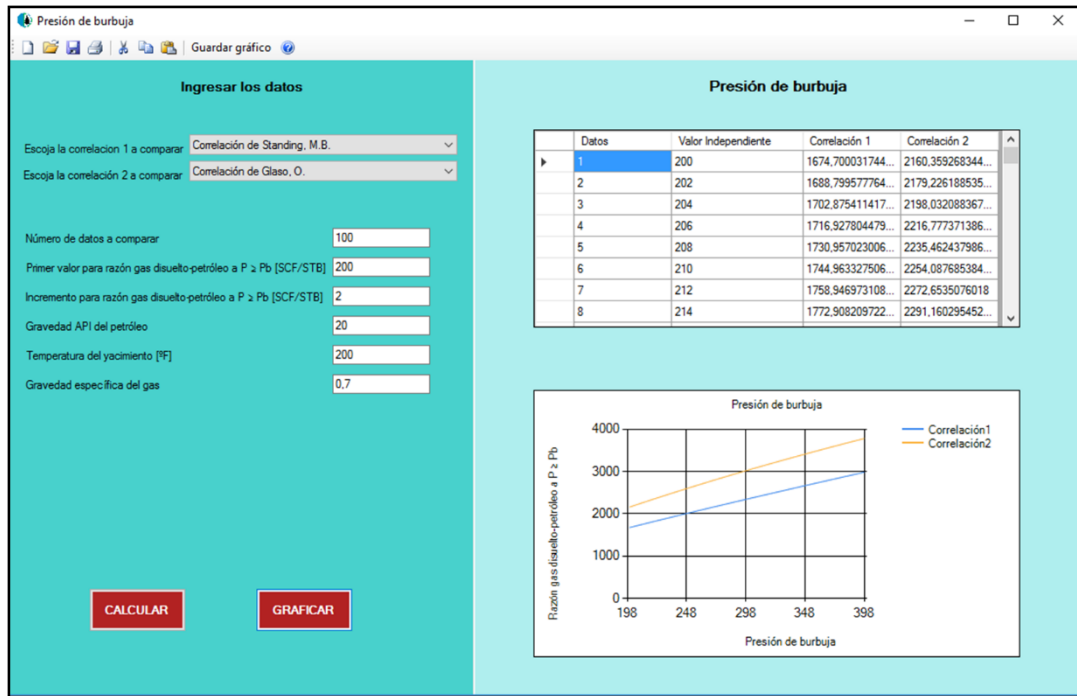 Presión de burbuja
Guardar gráfico
Ingresar los datos
Escoja la correlacion 1 a comparar Correlación de Standing, M.B.
Escoja la correlación 2 a comparar Correlación de Glaso, O.
Número de datos a comparar 100
Primer valor para razón gas disuelto-petróleo a P ≥ Pb [SCF/STB] 200
Incremento para razón gas disuelto-petróleo a P ≥ Pb [SCF/STB] 2
Gravedad API del petróleo 20
Temperatura del yacimiento [ºF] 200
Gravedad específica del gas 0,7
CALCULAR GRAFICAR
Presión de burbuja
Datos Valor Independiente Correlación 1 Correlación 2
1 200 1674,700031744... 2160,359268344...
2 202 1688,799577764... 2179,226188535...
3 204 1702,875411417... 2198,032088367...
4 206 1716,927804479... 2216,777371386...
5 208 1730,957023006... 2235,462437986...
6 210 1744,963327506... 2254,087685384...
7 212 1758,946973108... 2272,6535076018
8 214 1772,908209722... 2291,160295452...
Presión de burbuja
Razón gas disuelto-petróleo a P ≥ Pb
4000
3000
2000
1000
0
198 248 298 348 398
Presión de burbuja
Correlación1
Correlación2